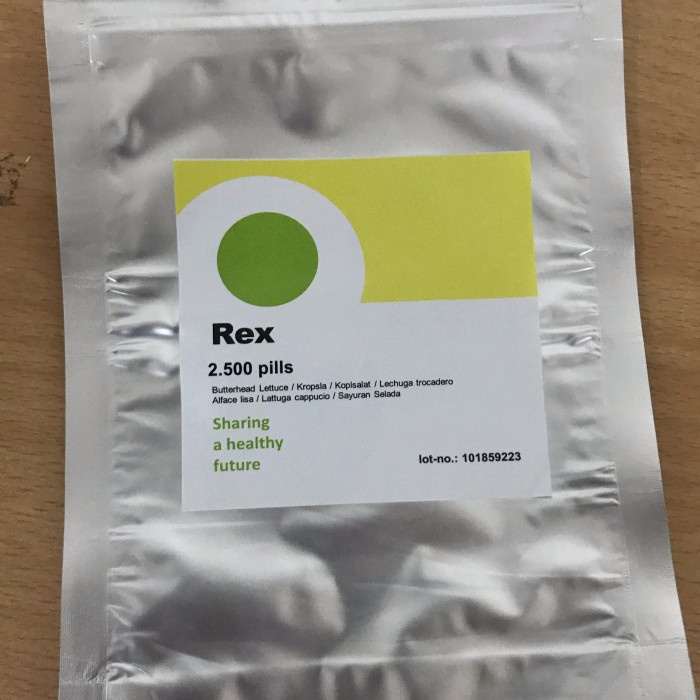 Rex
2.500 pills
Butterhead Lettuce / Kropsla / Koplsalat / Lechuga trocadero
Alface lisa / Lattuga cappucio / Sayuran Selada
Sharing
a healthy
future
lot-no.: 101859223